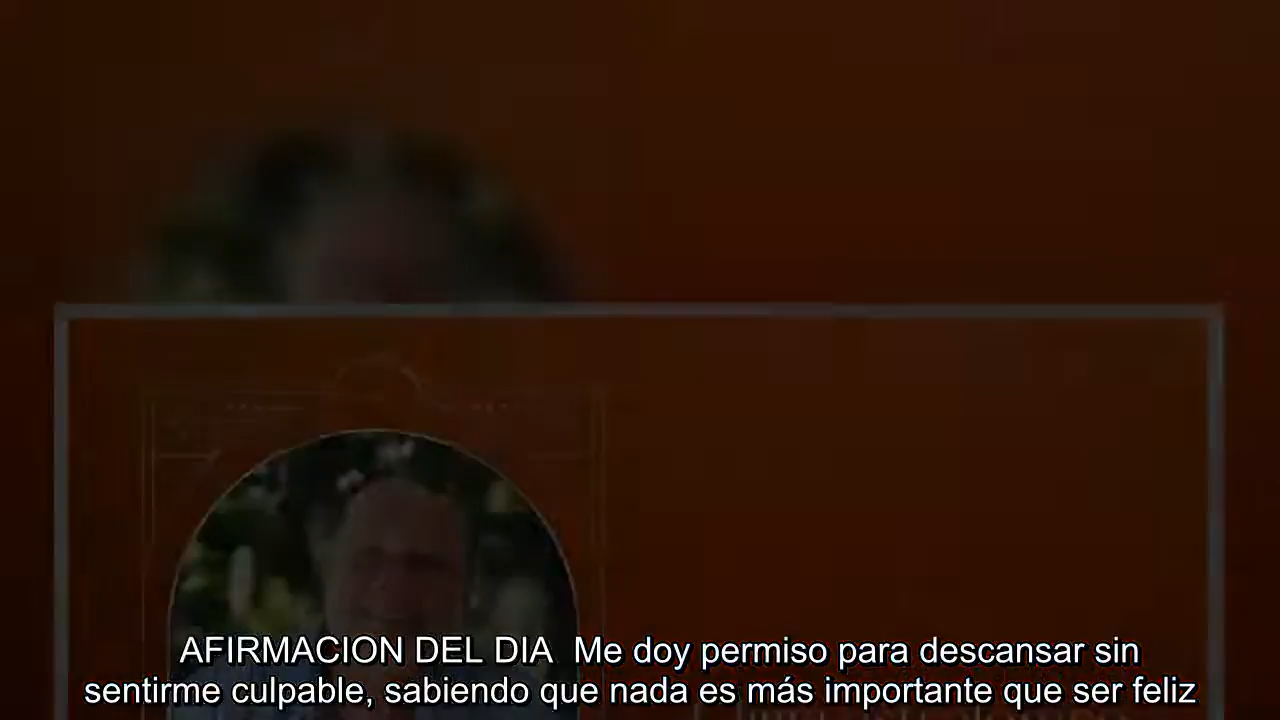 AFIRMACION DEL DIA  Me doy permiso para descansar sin
sentirme culpable, sabiendo que nada es más importante que ser feliz